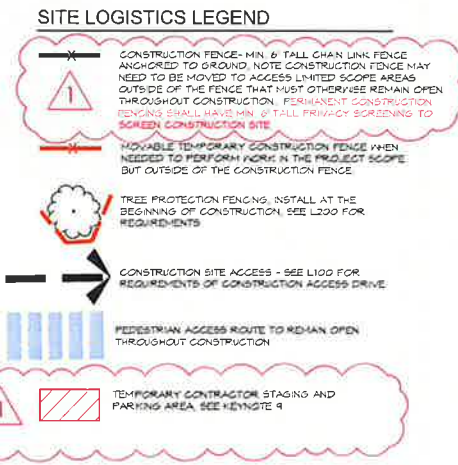 SITE LOGISTICS LEGEND
CONSTRUCTION FENCE- MIN. 6' TALL CHAIN LINK FENCE
ANCHORED TO GROUND, NOTE CONSTRUCTION FENCE MAY
NEED TO BE MOVED TO ACCESS LIMITED SCOPE AREAS
OUTSIDE OF THE FENCE THAT MUST OTHERWISE REMAIN OPEN
THROUGHOUT CONSTRUCTION. PERMANENT CONSTRUCTION
FENCING SHALL HAVE MIN. 6' TALL PRIVACY SCREENING TO
SCREEN CONSTRUCTION SITE
1
MOVABLE TEMPORARY CONSTRUCTION FENCE WHEN
NEEDED TO PERFORM WORK IN THE PROJECT SCOPE
BUT OUTSIDE OF THE CONSTRUCTION FENCE
TREE PROTECTION FENCING, INSTALL AT THE
BEGINNING OF CONSTRUCTION, SEE L200 FOR
REQUIREMENTS
CONSTRUCTION SITE ACCESS - SEE L100 FOR
REQUIREMENTS OF CONSTRUCTION ACCESS DRIVE
PEDESTRIAN ACCESS ROUTE TO REMAIN OPEN
THROUGHOUT CONSTRUCTION
TEMPORARY CONTRACTOR STAGING AND
PARKING AREA, SEE KEYNOTE 9